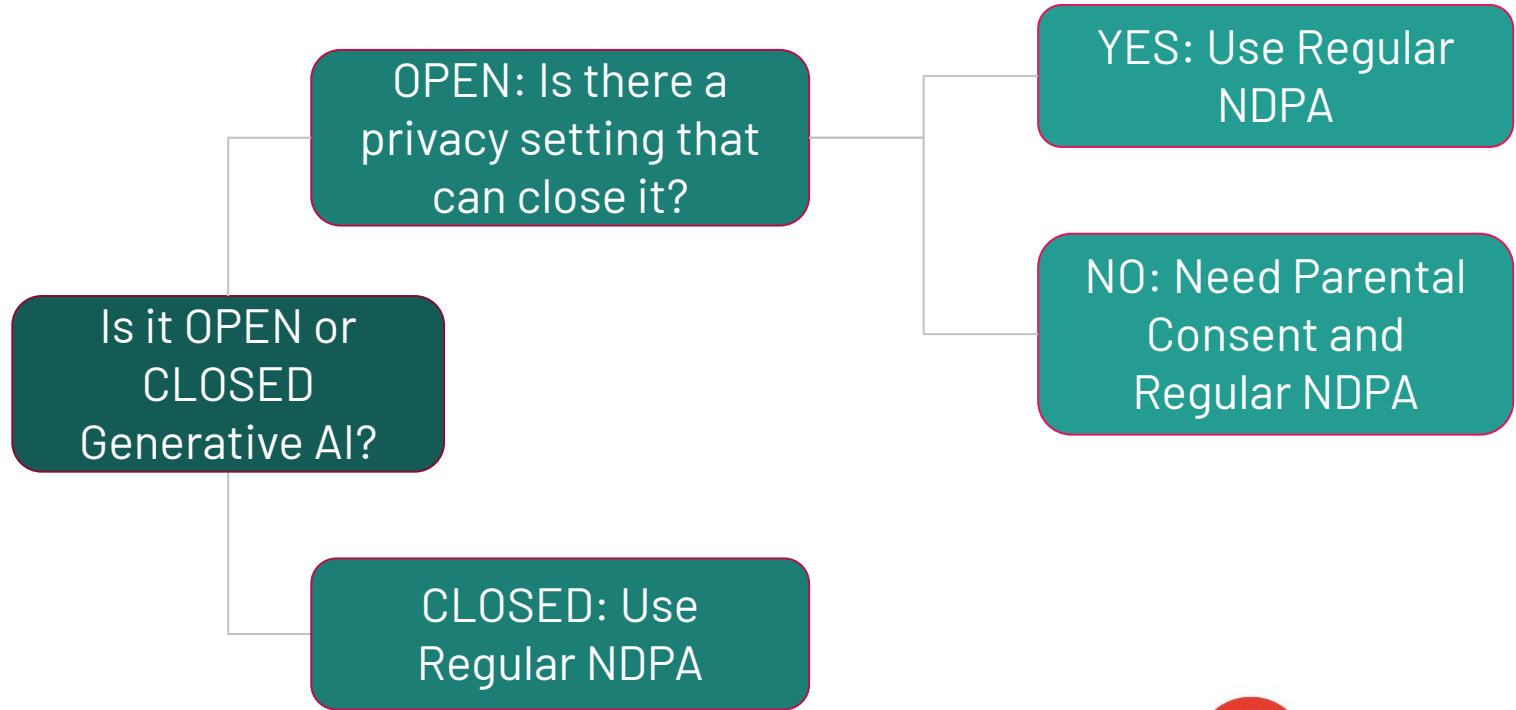 Is it OPEN or
CLOSED
Generative AI?
OPEN: Is there a
privacy setting that
can close it?
YES: Use Regular
NDPA
NO: Need Parental
Consent and
Regular NDPA
CLOSED: Use
Regular NDPA